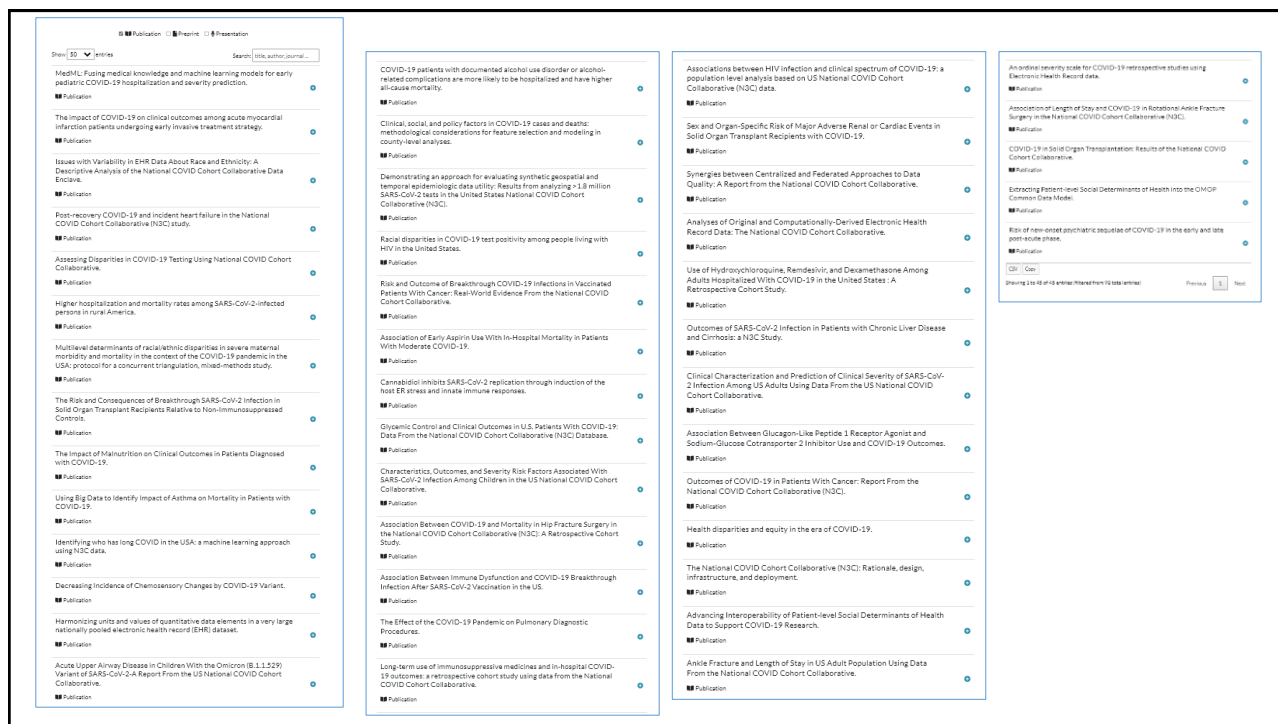 Publication Preprint Presentation
Show 50 entries
Search: title, author, journal ...
MedML: Fusing medical knowledge and machine learning models for early
pediatric COVID-19 hospitalization and severity prediction.
Publication
The impact of COVID-19 on clinical outcomes among acute myocardial
infarction patients undergoing early invasive treatment strategy.
Publication
Issues with Variability in EHR Data About Race and Ethnicity: A
Descriptive Analysis of the National COVID Cohort Collaborative Data
Enclave.
Publication
Post-recovery COVID-19 and incident heart failure in the National
COVID Cohort Collaborative (N3C) study.
Publication
Assessing Disparities in COVID-19 Testing Using National COVID Cohort
Collaborative.
Publication
Higher hospitalization and mortality rates among SARS-CoV-2-infected
persons in rural America.
Publication
Multilevel determinants of racial/ethnic disparities in severe maternal
morbidity and mortality in the context of the COVID-19 pandemic in the
USA: protocol for a concurrent triangulation, mixed-methods study.
Publication
The Risk and Consequences of Breakthrough SARS-CoV-2 Infection in
Solid Organ Transplant Recipients Relative to Non-Immunosuppressed
Controls.
Publication
The Impact of Malnutrition on Clinical Outcomes in Patients Diagnosed
with COVID-19.
Publication
Using Big Data to Identify Impact of Asthma on Mortality in Patients with
COVID-19.
Publication
Identifying who has long COVID in the USA: a machine learning approach
using N3C data.
Publication
Decreasing Incidence of Chemosensory Changes by COVID-19 Variant.
Publication
Harmonizing units and values of quantitative data elements in a very large
nationally pooled electronic health record (EHR) dataset.
Publication
Acute Upper Airway Disease in Children With the Omicron (B.1.1.529)
Variant of SARS-CoV-2-A Report From the US National COVID Cohort
Collaborative.
Publication
COVID-19 patients with documented alcohol use disorder or alcohol-
related complications are more likely to be hospitalized and have higher
all-cause mortality.
Publication
Clinical, social, and policy factors in COVID-19 cases and deaths:
methodological considerations for feature selection and modeling in
county-level analyses.
Publication
Demonstrating an approach for evaluating synthetic geospatial and
temporal epidemiologic data utility: Results from analyzing >1.8 million
SARS-CoV-2 tests in the United States National COVID Cohort
Collaborative (N3C).
Publication
Racial disparities in COVID-19 test positivity among people living with
HIV in the United States.
Publication
Risk and Outcome of Breakthrough COVID-19 Infections in Vaccinated
Patients With Cancer: Real-World Evidence From the National COVID
Cohort Collaborative.
Publication
Association of Early Aspirin Use With In-Hospital Mortality in Patients
With Moderate COVID-19.
Publication
Cannabidiol inhibits SARS-CoV-2 replication through induction of the
host ER stress and innate immune responses.
Publication
Glycemic Control and Clinical Outcomes in U.S. Patients With COVID-19:
Data From the National COVID Cohort Collaborative (N3C) Database.
Publication
Characteristics, Outcomes, and Severity Risk Factors Associated With
SARS-CoV-2 Infection Among Children in the US National COVID Cohort
Collaborative.
Publication
Association Between COVID-19 and Mortality in Hip Fracture Surgery in
the National COVID Cohort Collaborative (N3C): A Retrospective Cohort
Study.
Publication
Association Between Immune Dysfunction and COVID-19 Breakthrough
Infection After SARS-CoV-2 Vaccination in the US.
Publication
The Effect of the COVID-19 Pandemic on Pulmonary Diagnostic
Procedures.
Publication
Long-term use of immunosuppressive medicines and in-hospital COVID-
19 outcomes: a retrospective cohort study using data from the National
COVID Cohort Collaborative.
Publication
Associations between HIV infection and clinical spectrum of COVID-19: a
population level analysis based on US National COVID Cohort
Collaborative (N3C) data.
Publication
Sex and Organ-Specific Risk of Major Adverse Renal or Cardiac Events in
Solid Organ Transplant Recipients with COVID-19.
Publication
Synergies between Centralized and Federated Approaches to Data
Quality: A Report from the National COVID Cohort Collaborative.
Publication
Analyses of Original and Computationally-Derived Electronic Health
Record Data: The National COVID Cohort Collaborative.
Publication
Use of Hydroxychloroquine, Remdesivir, and Dexamethasone Among
Adults Hospitalized With COVID-19 in the United States : A
Retrospective Cohort Study.
Publication
Outcomes of SARS-CoV-2 Infection in Patients with Chronic Liver Disease
and Cirrhosis: a N3C Study.
Publication
Clinical Characterization and Prediction of Clinical Severity of SARS-CoV-
2 Infection Among US Adults Using Data From the US National COVID
Cohort Collaborative.
Publication
Association Between Glucagon-Like Peptide 1 Receptor Agonist and
Sodium-Glucose Cotransporter 2 Inhibitor Use and COVID-19 Outcomes.
Publication
Outcomes of COVID-19 in Patients With Cancer: Report From the
National COVID Cohort Collaborative (N3C).
Publication
Health disparities and equity in the era of COVID-19.
Publication
The National COVID Cohort Collaborative (N3C): Rationale, design,
infrastructure, and deployment.
Publication
Advancing Interoperability of Patient-level Social Determinants of Health
Data to Support COVID-19 Research.
Publication
Ankle Fracture and Length of Stay in US Adult Population Using Data
From the National COVID Cohort Collaborative.
Publication
An ordinal severity scale for COVID-19 retrospective studies using
Electronic Health Record data.
Publication
Association of Length of Stay and COVID-19 in Rotational Ankle Fracture
Surgery in the National COVID Cohort Collaborative (N3C).
Publication
COVID-19 in Solid Organ Transplantation: Results of the National COVID
Cohort Collaborative.
Publication
Extracting Patient-level Social Determinants of Health into the OMOP
Common Data Model.
Publication
Risk of new-onset psychiatric sequelae of COVID-19 in the early and late
post-acute phase.
Publication
CSV Copy
Showing 1 to 45 of 45 entries (filtered from total entries)
Previous 1 Next